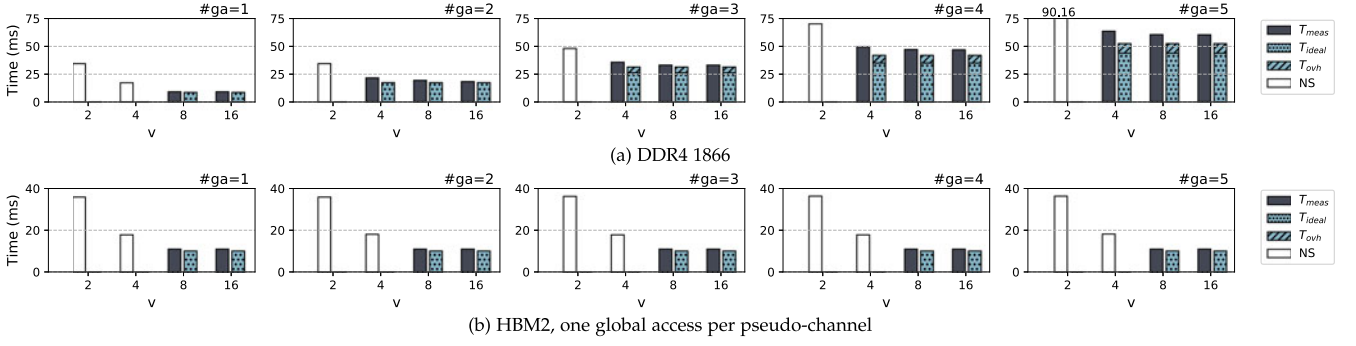 #ga=1 #ga=2 #ga=3 #ga=4 #ga=5
90.16
Time (ms)
75 75 75 75 75
50 50 50 50 50
25 25 25 25 25
0 0 0 0 0
2 4 8 16 2 4 8 16 2 4 8 16 2 4 8 16 2 4 8 16
v v v v v
T_meas
T_ideal
T_ovh
NS
(a) DDR4 1866
#ga=1 #ga=2 #ga=3 #ga=4 #ga=5
Time (ms)
40 40 40 40 40
20 20 20 20 20
0 0 0 0 0
2 4 8 16 2 4 8 16 2 4 8 16 2 4 8 16 2 4 8 16
v v v v v
T_meas
T_ideal
T_ovh
NS
(b) HBM2, one global access per pseudo-channel